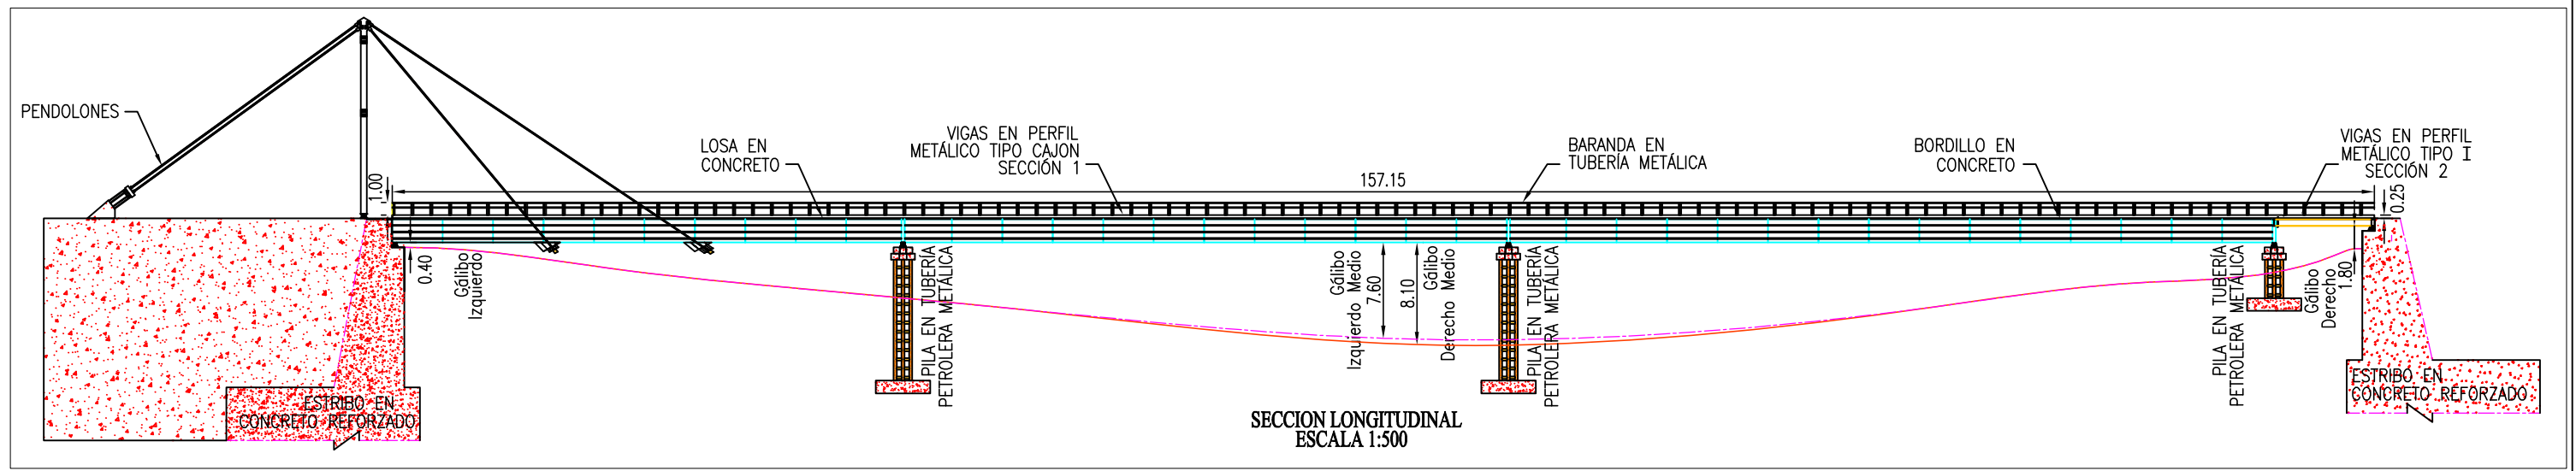 PENDOLONES
1.00
LOSA EN
CONCRETO
VIGAS EN PERFIL
METÁLICO TIPO CAJON
SECCIÓN 1
157.15
BARANDA EN
TUBERÍA METÁLICA
BORDILLO EN
CONCRETO
VIGAS EN PERFIL
METÁLICO TIPO I
SECCIÓN 2
0.25
0.40
Gálibo
Izquierdo
PILA EN TUBERÍA
PETROLERA METÁLICA
Gálibo
Izquierdo Medio
7.60
8.10
Gálibo
Derecho Medio
PILA EN TUBERÍA
PETROLERA METÁLICA
PILA EN TUBERÍA
PETROLERA METÁLICA
Gálibo
Derecho
1.80
ESTRIBO EN
CONCRETO REFORZADO
ESTRIBO EN
CONCRETO REFORZADO
SECCION LONGITUDINAL
ESCALA 1:500